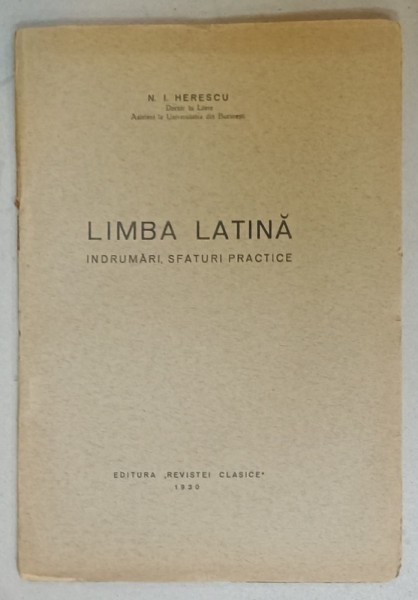 N. I. HERESCU
Doctor în Litere
Asistent la Universitatea din București
LIMBA LATINĂ
INDRUMĂRI, SFATURI PRACTICE
EDITURA „REVISTEI CLASICE"
1930